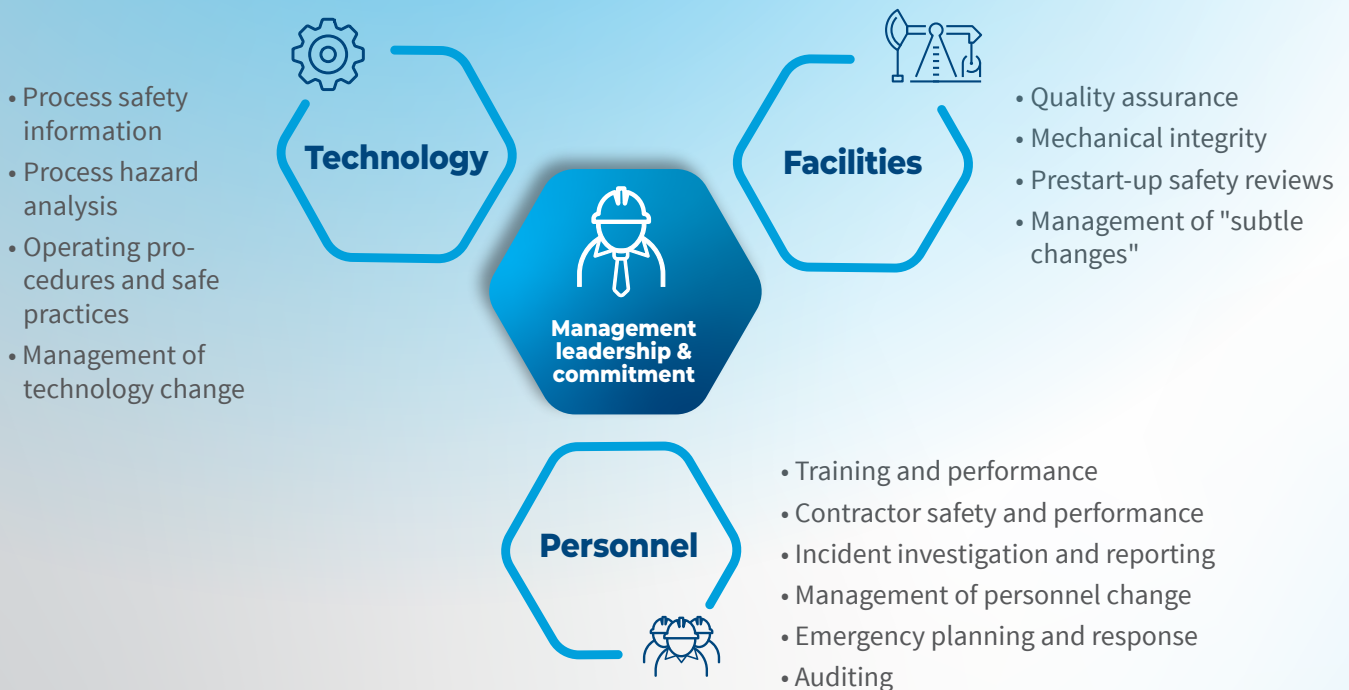 Technology
• Process safety
information
• Process hazard
analysis
• Operating pro-
cedures and safe
practices
• Management of
technology change
Facilities
• Quality assurance
• Mechanical integrity
• Prestart-up safety reviews
• Management of "subtle
changes"
Management
leadership &
commitment
Personnel
• Training and performance
• Contractor safety and performance
• Incident investigation and reporting
• Management of personnel change
• Emergency planning and response
• Auditing